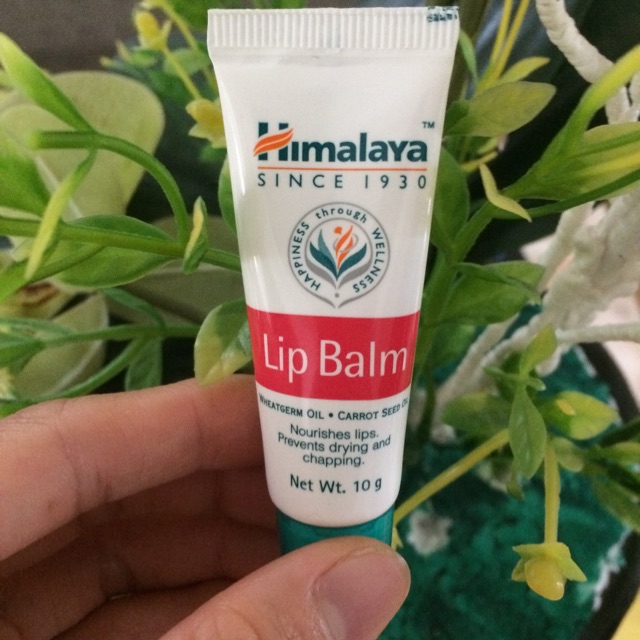 Himalaya™
SINCE 1930
HAPPINESS through WELLNESS
Lip Balm
WHEATGERM OIL • CARROT SEED OIL
Nourishes lips.
Prevents drying and
chapping.
Net Wt. 10 g